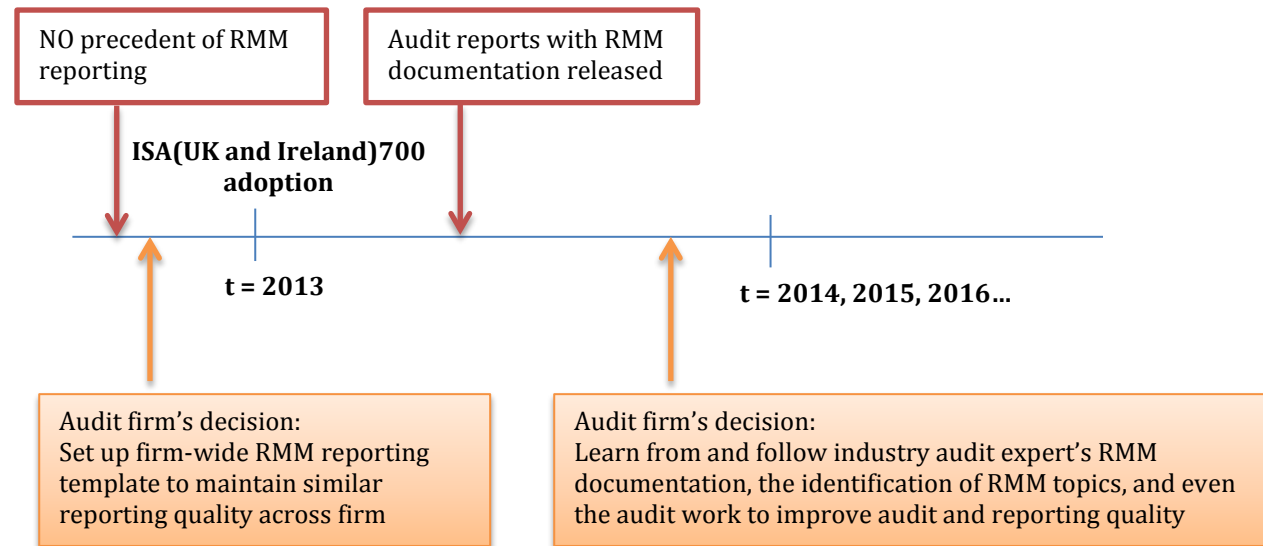 NO precedent of RMM
reporting
Audit reports with RMM
documentation released
ISA(UK and Ireland)700
adoption
t = 2013
t = 2014, 2015, 2016…
Audit firm’s decision:
Set up firm-wide RMM reporting
template to maintain similar
reporting quality across firm
Audit firm’s decision:
Learn from and follow industry audit expert’s RMM
documentation, the identification of RMM topics, and even
the audit work to improve audit and reporting quality